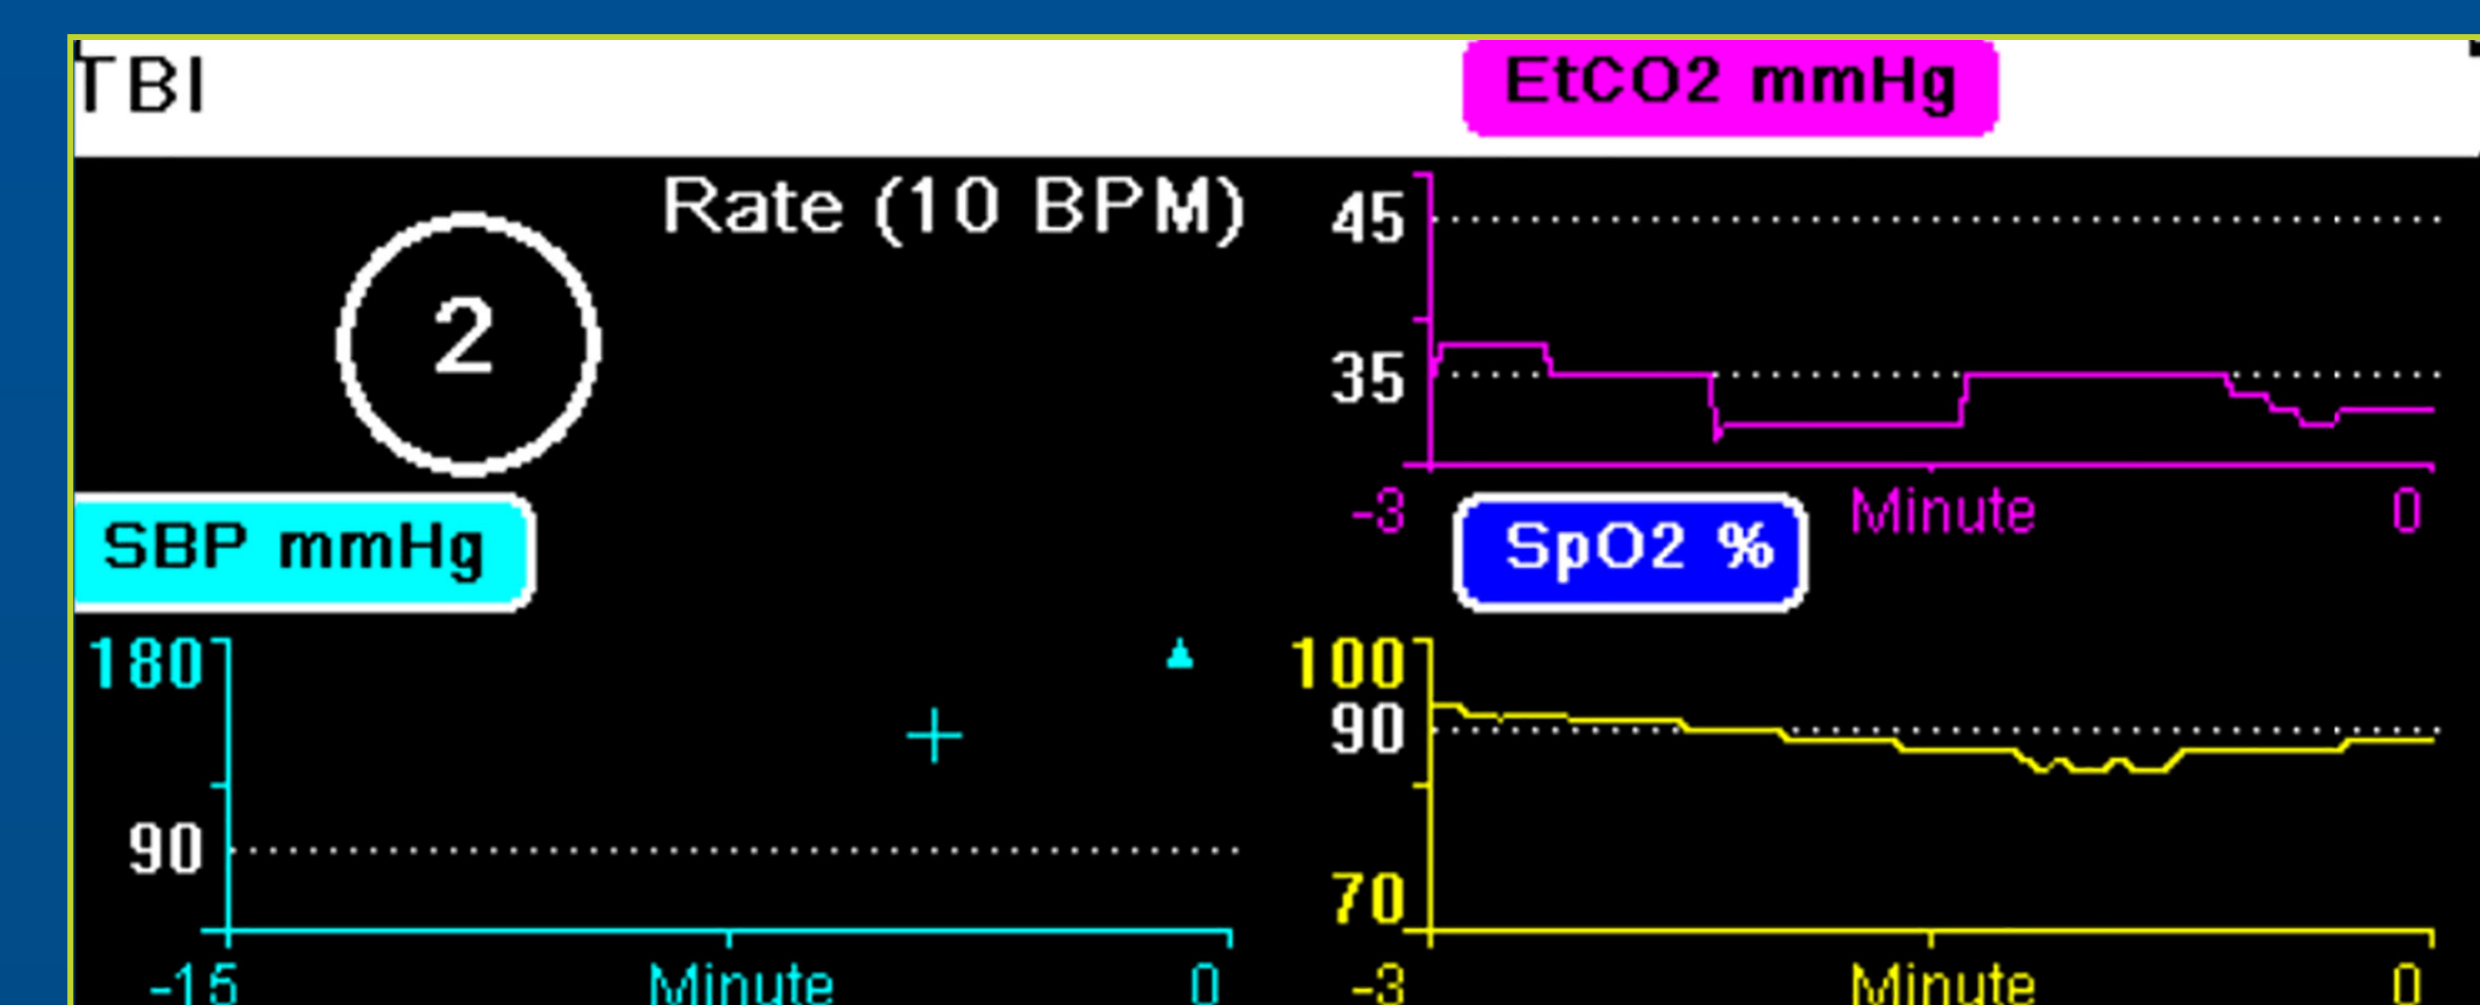 TBI
EtCO2 mmHg
Rate (10 BPM)
2
45
35
-3 Minute 0
SBP mmHg
180
90
-15 Minute 0
SpO2 %
100
90
70
-3 Minute 0